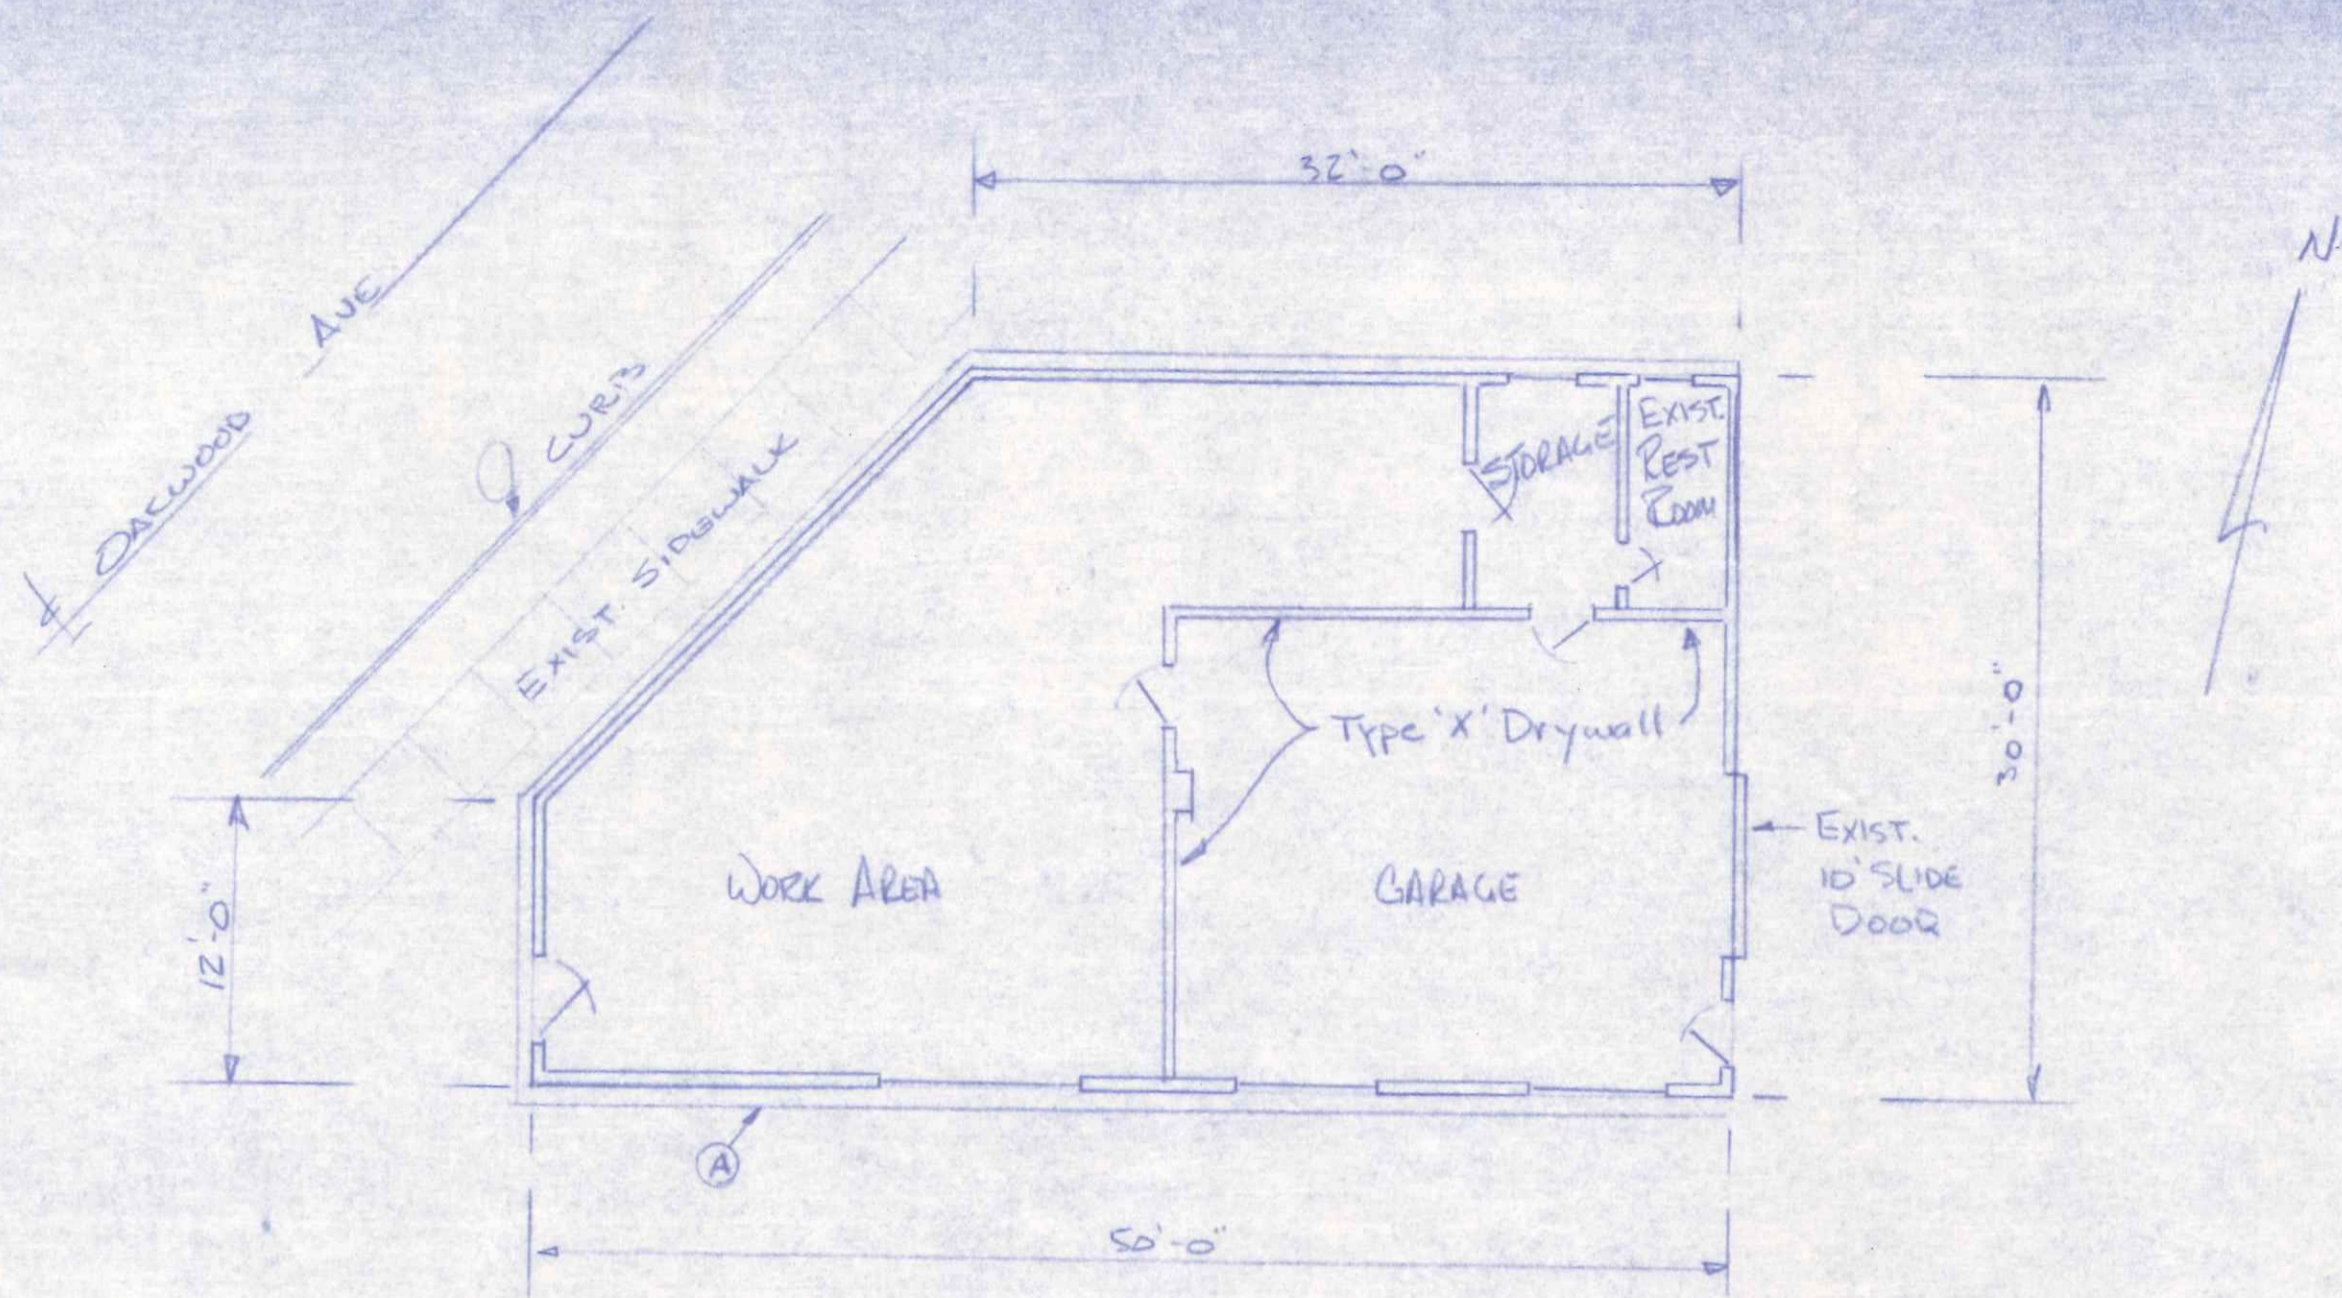 32'-0"
N.
AVE
OAKWOOD
CURB
EXIST. SIDEWALK
STORAGE
EXIST.
REST
ROOM
Type 'X' Drywall
30'-0"
12'-0"
WORK AREA
GARAGE
EXIST.
10' SLIDE
DOOR
A
50'-0"